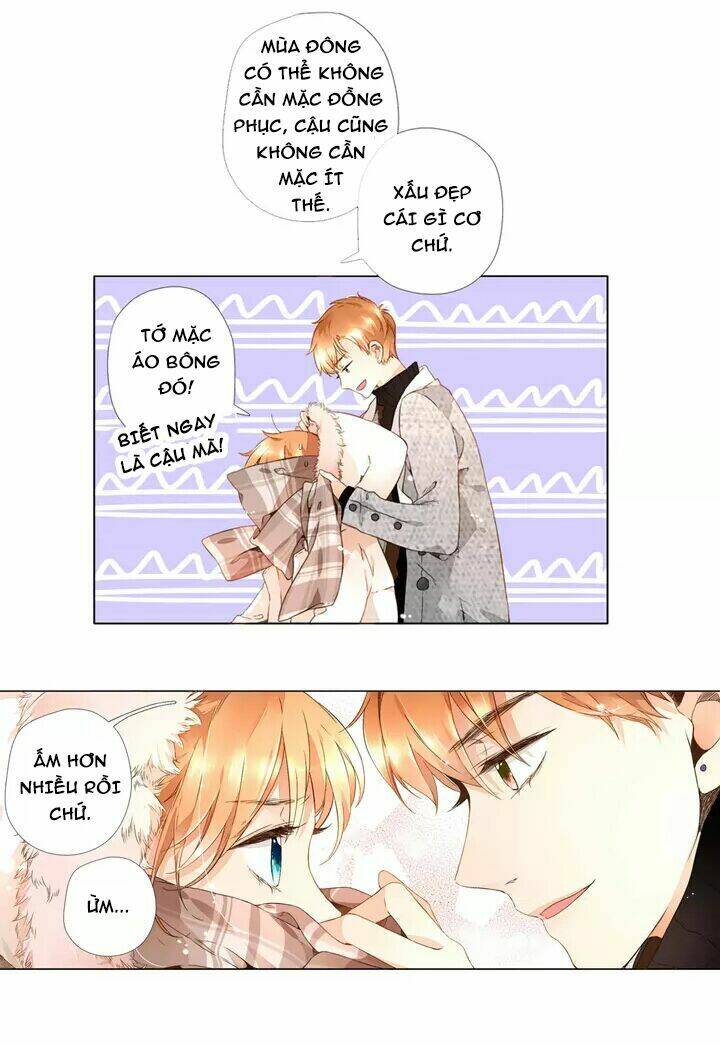 MÙA ĐÔNG
CÓ THỂ KHÔNG
CẦN MẶC ĐỒNG
PHỤC, CẬU CŨNG
KHÔNG CẦN
MẶC ÍT
THẾ.
XẤU ĐẸP
CÁI GÌ CƠ
CHỨ.
TỚ MẶC
ÁO BÔNG
ĐÓ!
BIẾT NGAY
LÀ CẬU MÀ!
ẤM HƠN
NHIỀU RỒI
CHỨ.
ỪM...